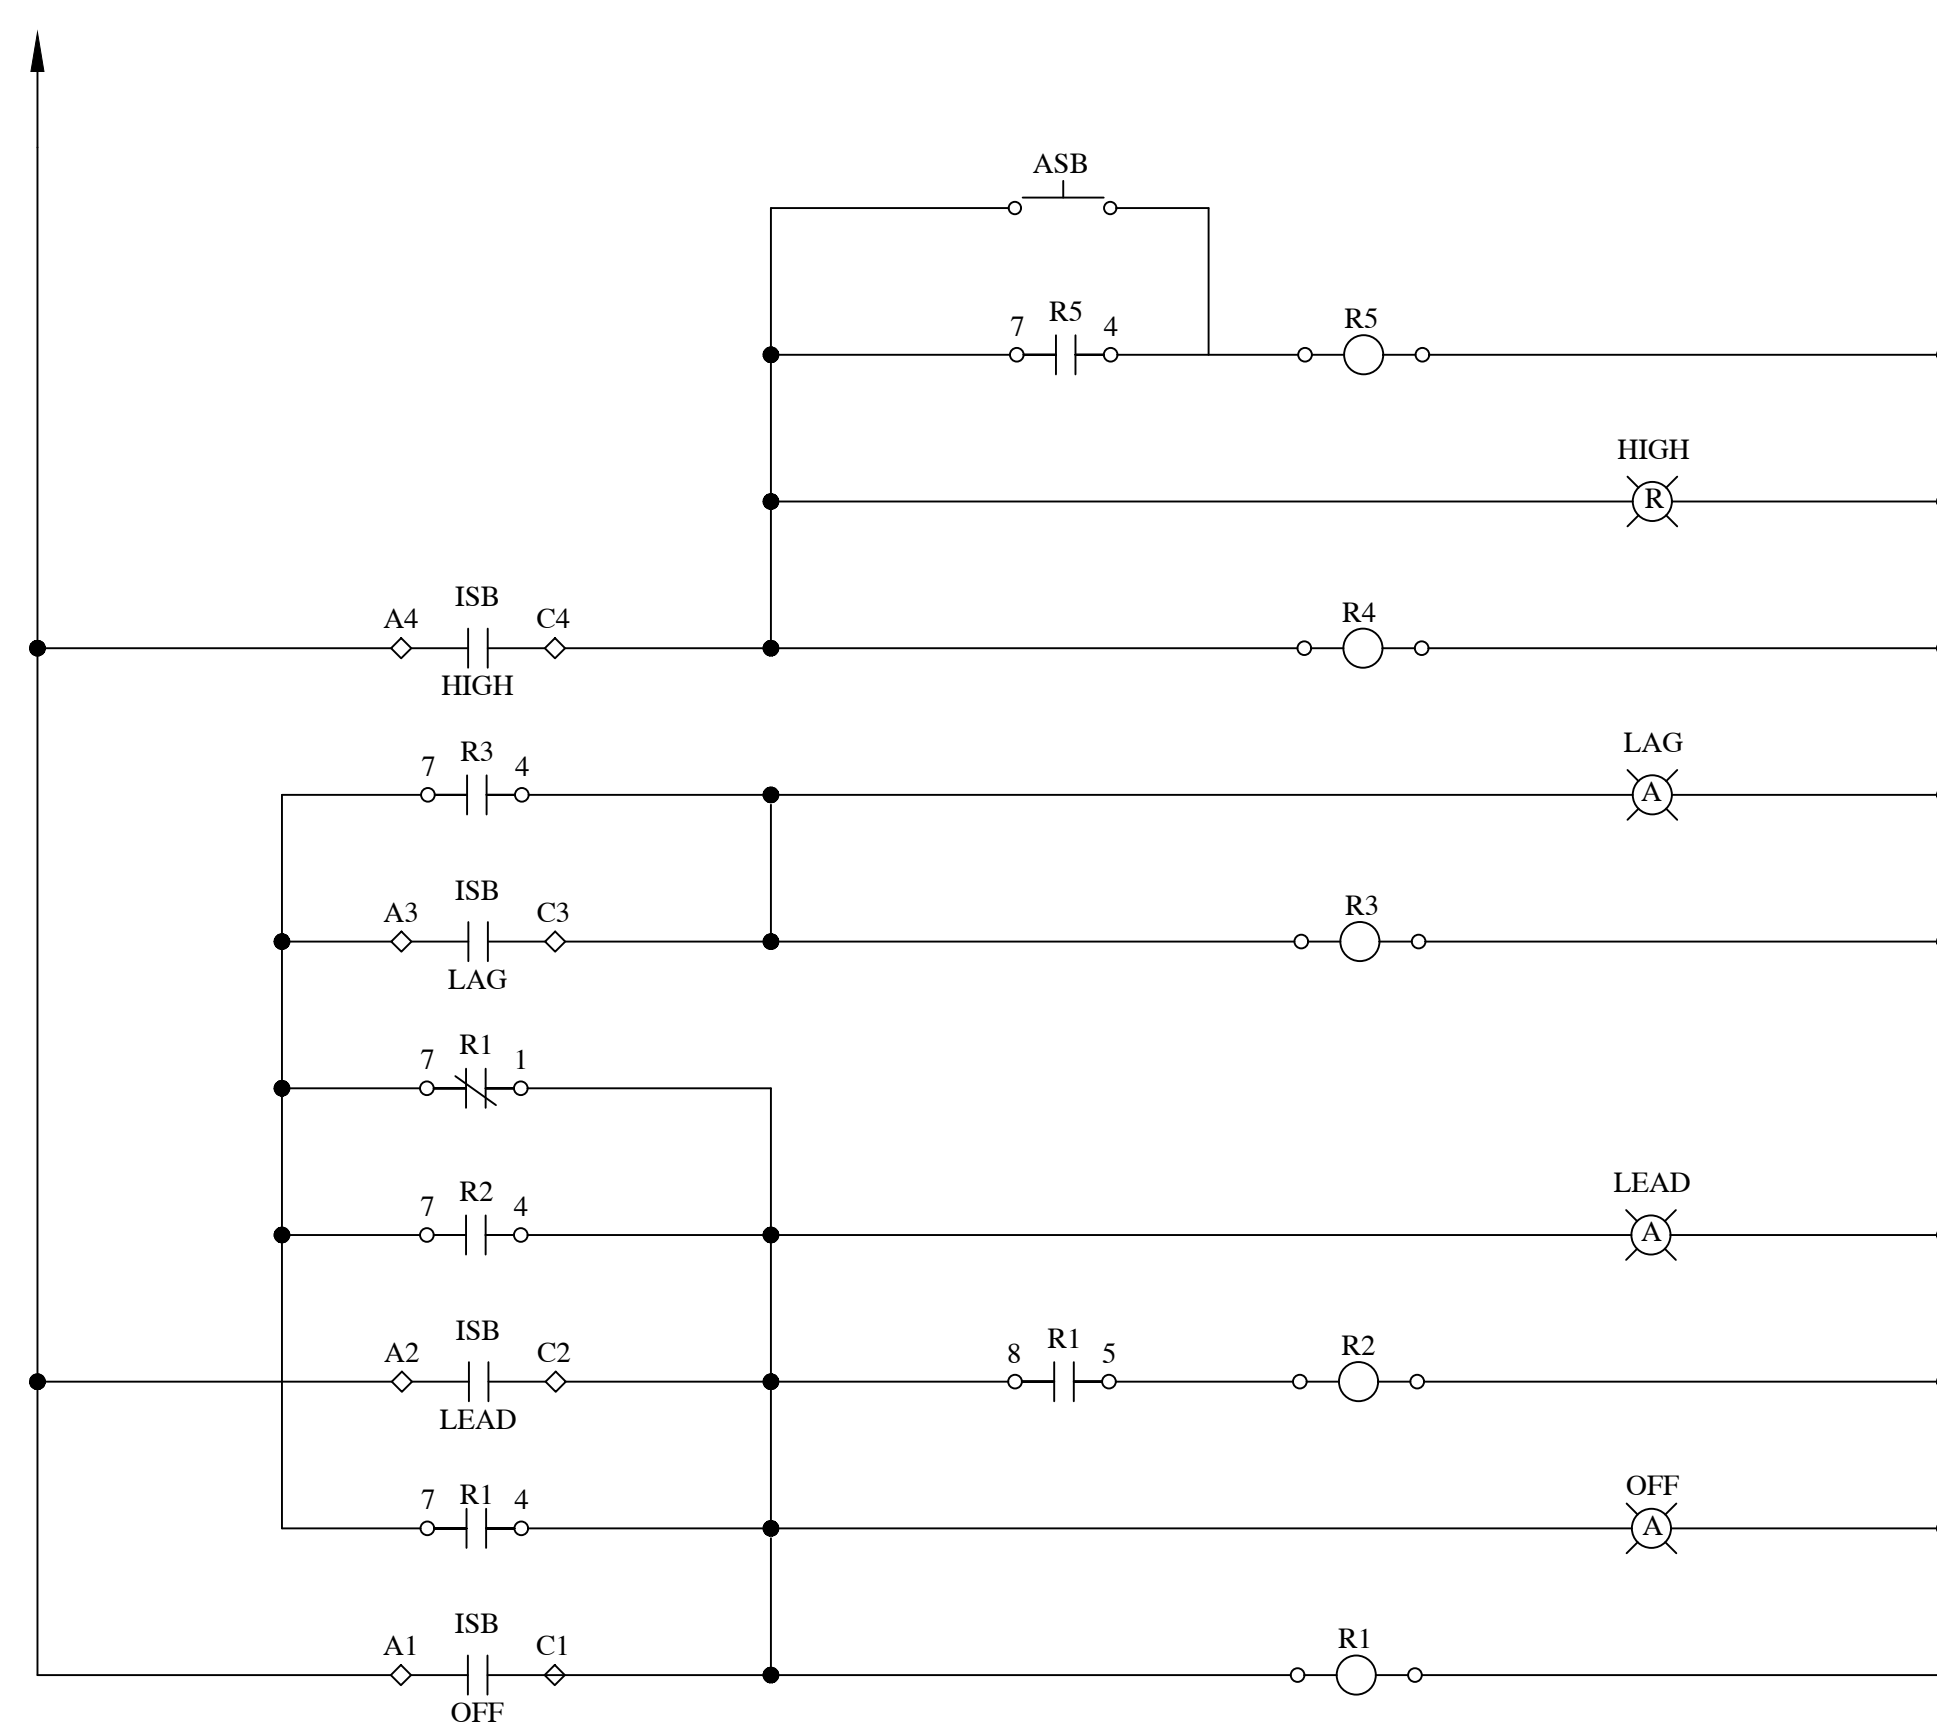 ASB
7 R5 4 R5
HIGH
R
ISB
A4 C4 R4
HIGH
LAG
7 R3 4
A
ISB
A3 C3 R3
LAG
7 R1 1
LEAD
7 R2 4
A
ISB
A2 C2 8 R1 5 R2
LEAD
OFF
7 R1 4
A
ISB
A1 C1 R1
OFF